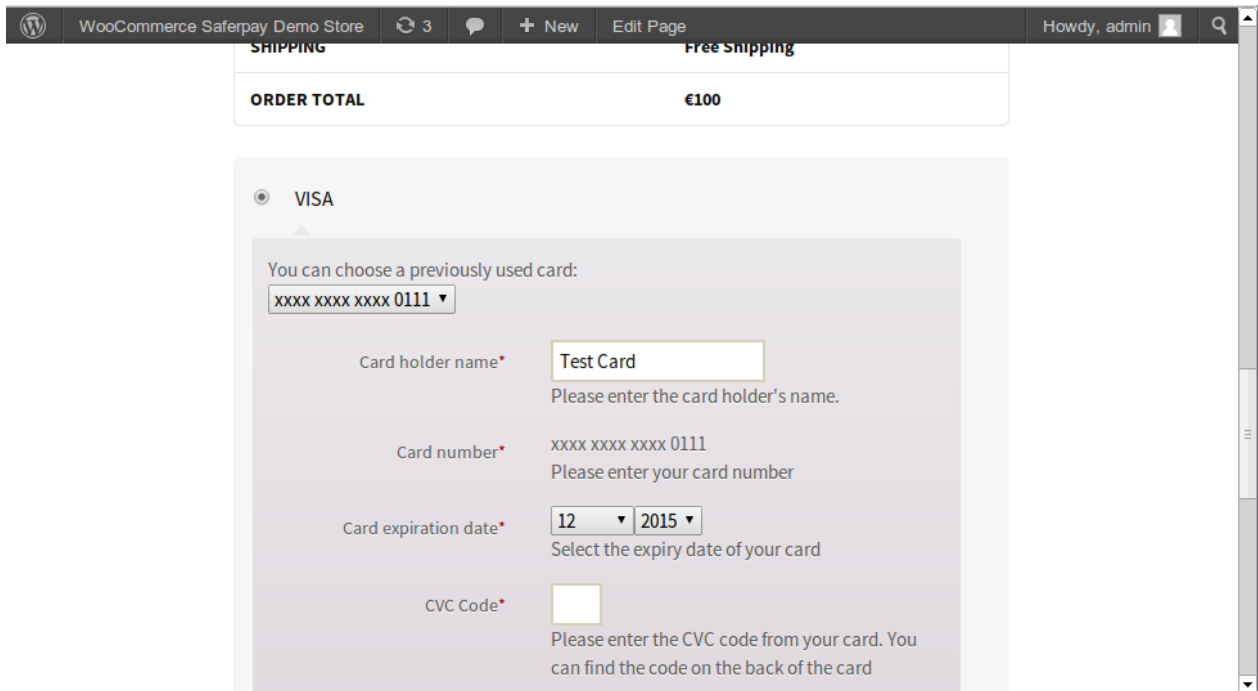 WooCommerce Saferpay Demo Store 3 + New Edit Page Howdy, admin
SHIPPING Free Shipping
ORDER TOTAL €100
VISA
You can choose a previously used card:
xxxx xxxx xxxx 0111
Card holder name* Test Card
Please enter the card holder's name.
Card number* xxxx xxxx xxxx 0111
Please enter your card number
Card expiration date* 12 2015
Select the expiry date of your card
CVC Code*
Please enter the CVC code from your card. You
can find the code on the back of the card